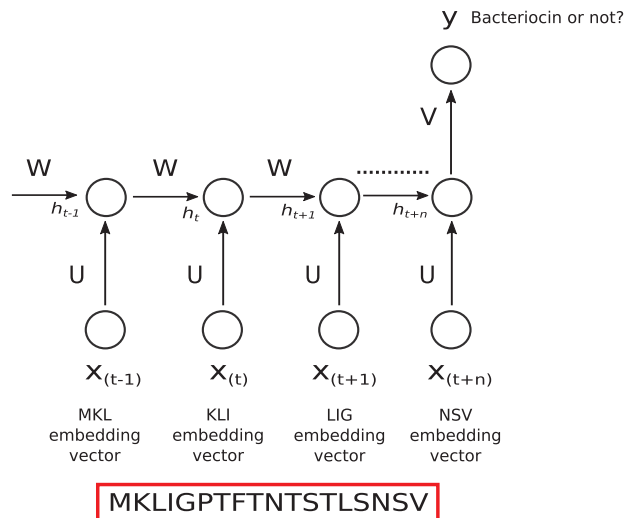 y Bacteriocin or not?
V
W W W ............
h_{t-1} h_t h_{t+1} h_{t+n}
U U U U
x_{(t-1)} x_{(t)} x_{(t+1)} x_{(t+n)}
MKL KLI LIG NSV
embedding embedding embedding embedding
vector vector vector vector
MKLIGPTFTNTSTLSNSV